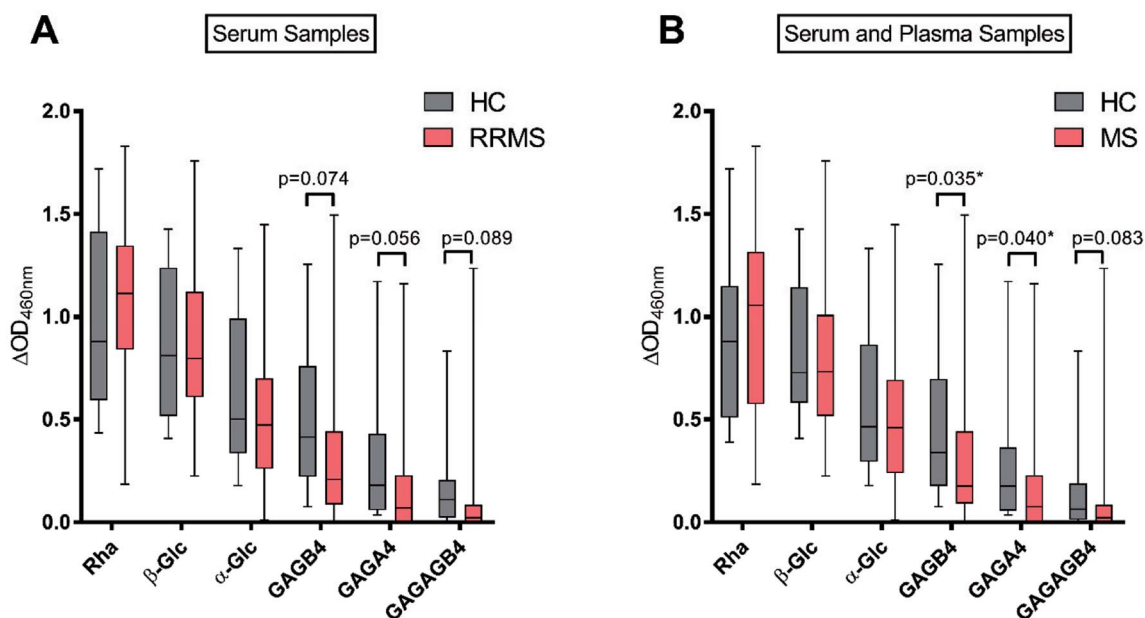 A
Serum Samples
HC
RRMS
ΔOD460nm
2.0
1.5
1.0
0.5
0.0
p=0.074
p=0.056
p=0.089
Rha
β-Glc
α-Glc
GAGB4
GAGA4
GAGAGB4
B
Serum and Plasma Samples
HC
MS
ΔOD460nm
2.0
1.5
1.0
0.5
0.0
p=0.035*
p=0.040*
p=0.083
Rha
β-Glc
α-Glc
GAGB4
GAGA4
GAGAGB4